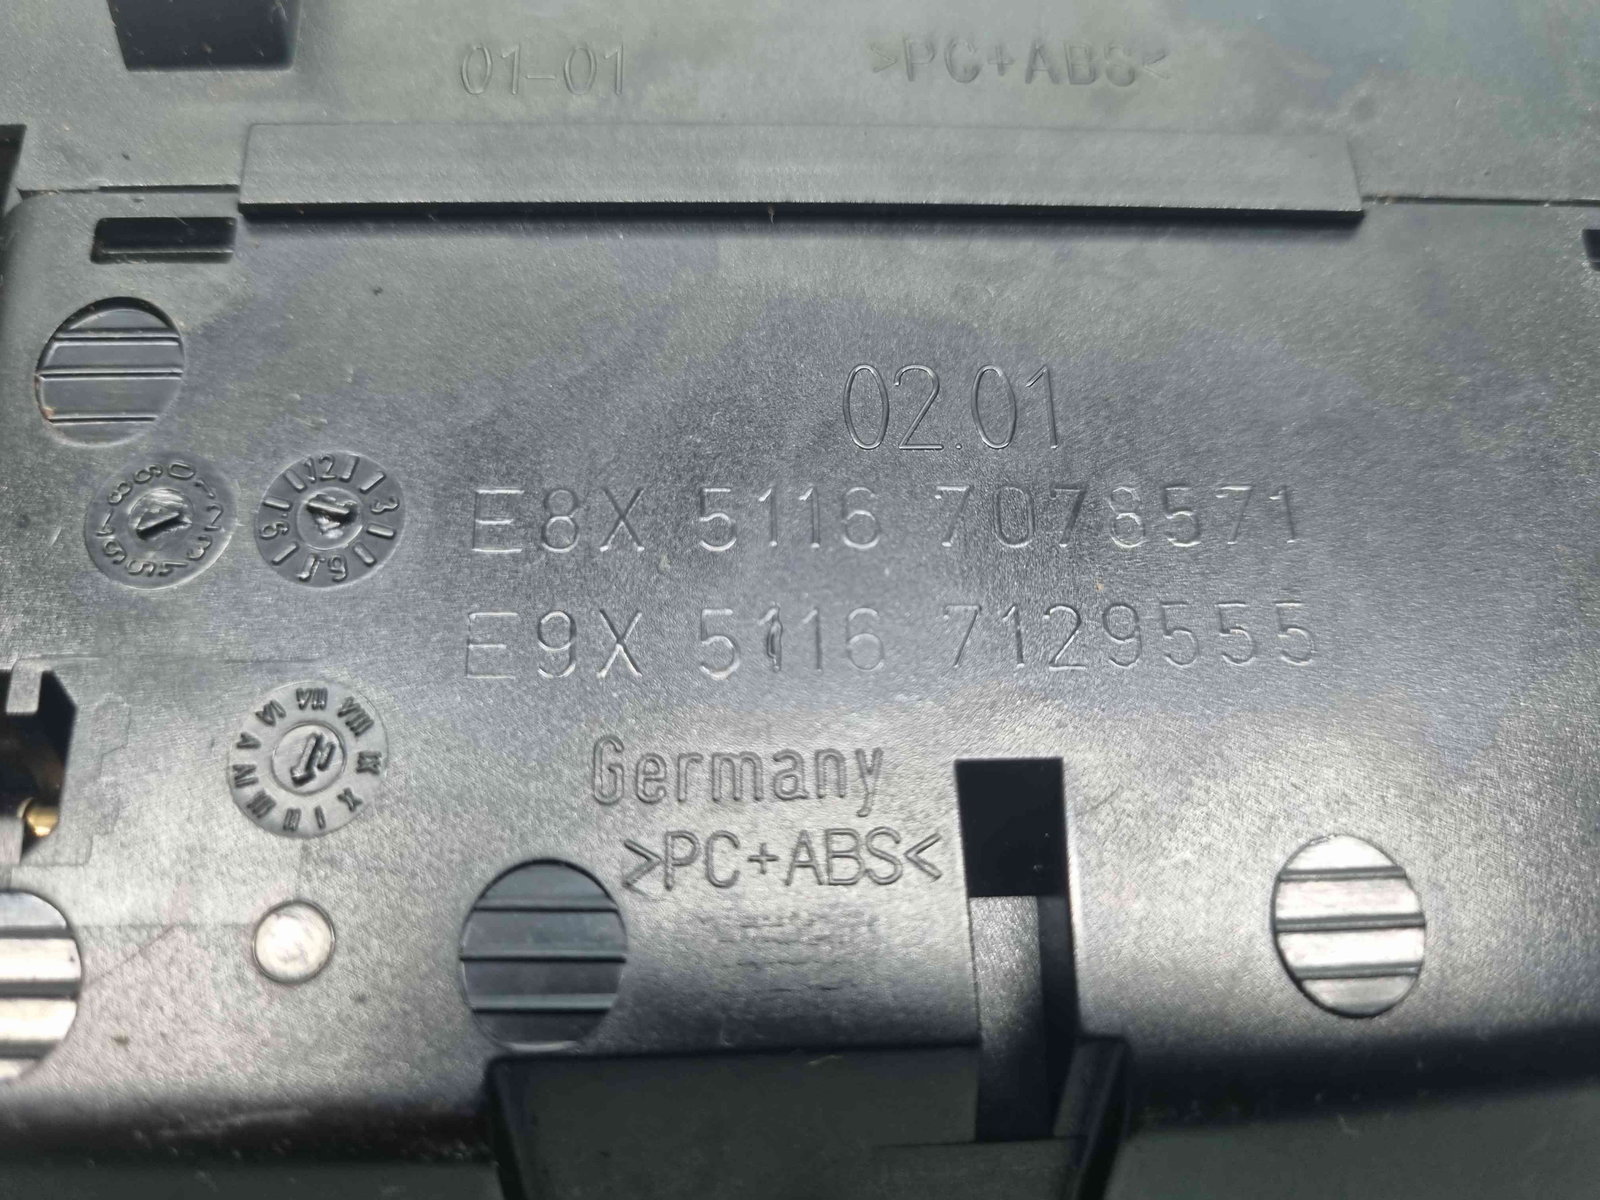 01-01
>PC+ABS<
02.01
E8X 5116 7078571
E9X 5116 7129555
Germany
>PC+ABS<